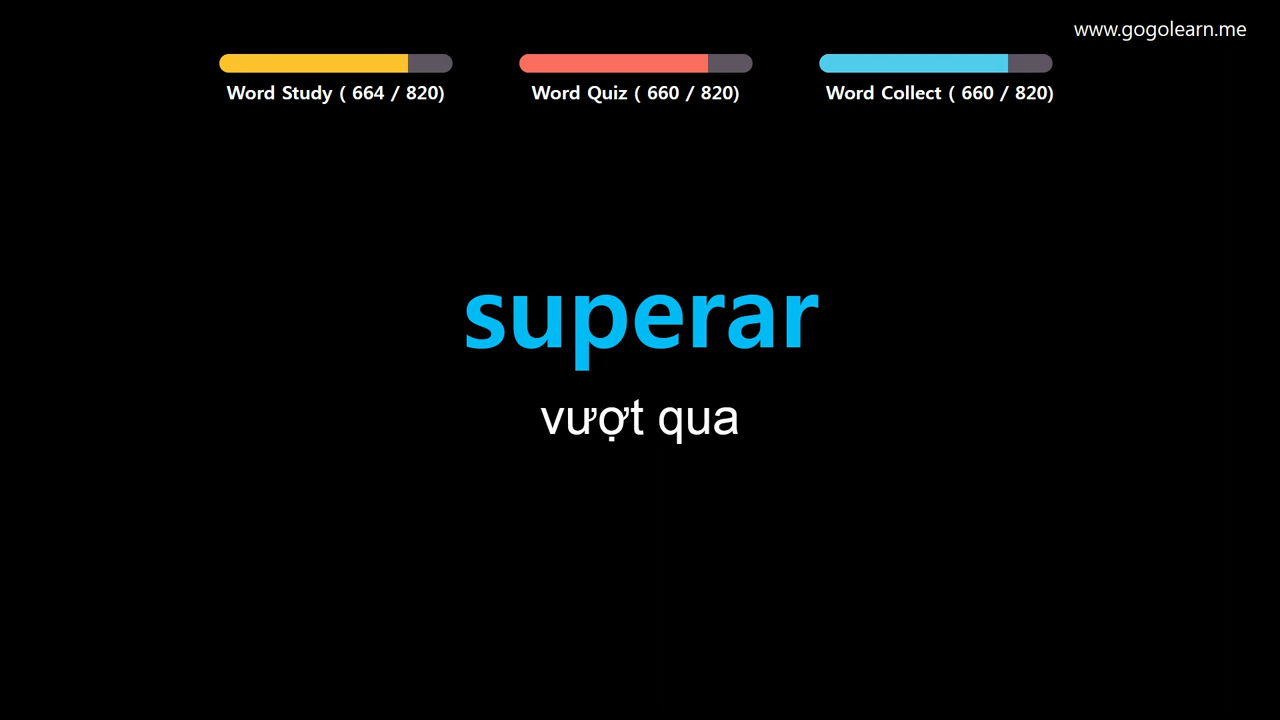 www.gogolearn.me
Word Study ( 664 / 820)
Word Quiz ( 660 / 820)
Word Collect ( 660 / 820)
superar
vượt qua